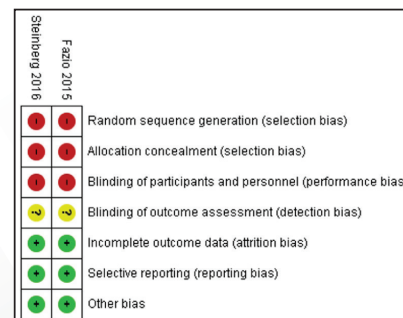 Steinberg 2016
Fazio 2015
- - Random sequence generation (selection bias)
- - Allocation concealment (selection bias)
- - Blinding of participants and personnel (performance bias
? ? Blinding of outcome assessment (detection bias)
+ + Incomplete outcome data (attrition bias)
+ + Selective reporting (reporting bias)
+ + Other bias